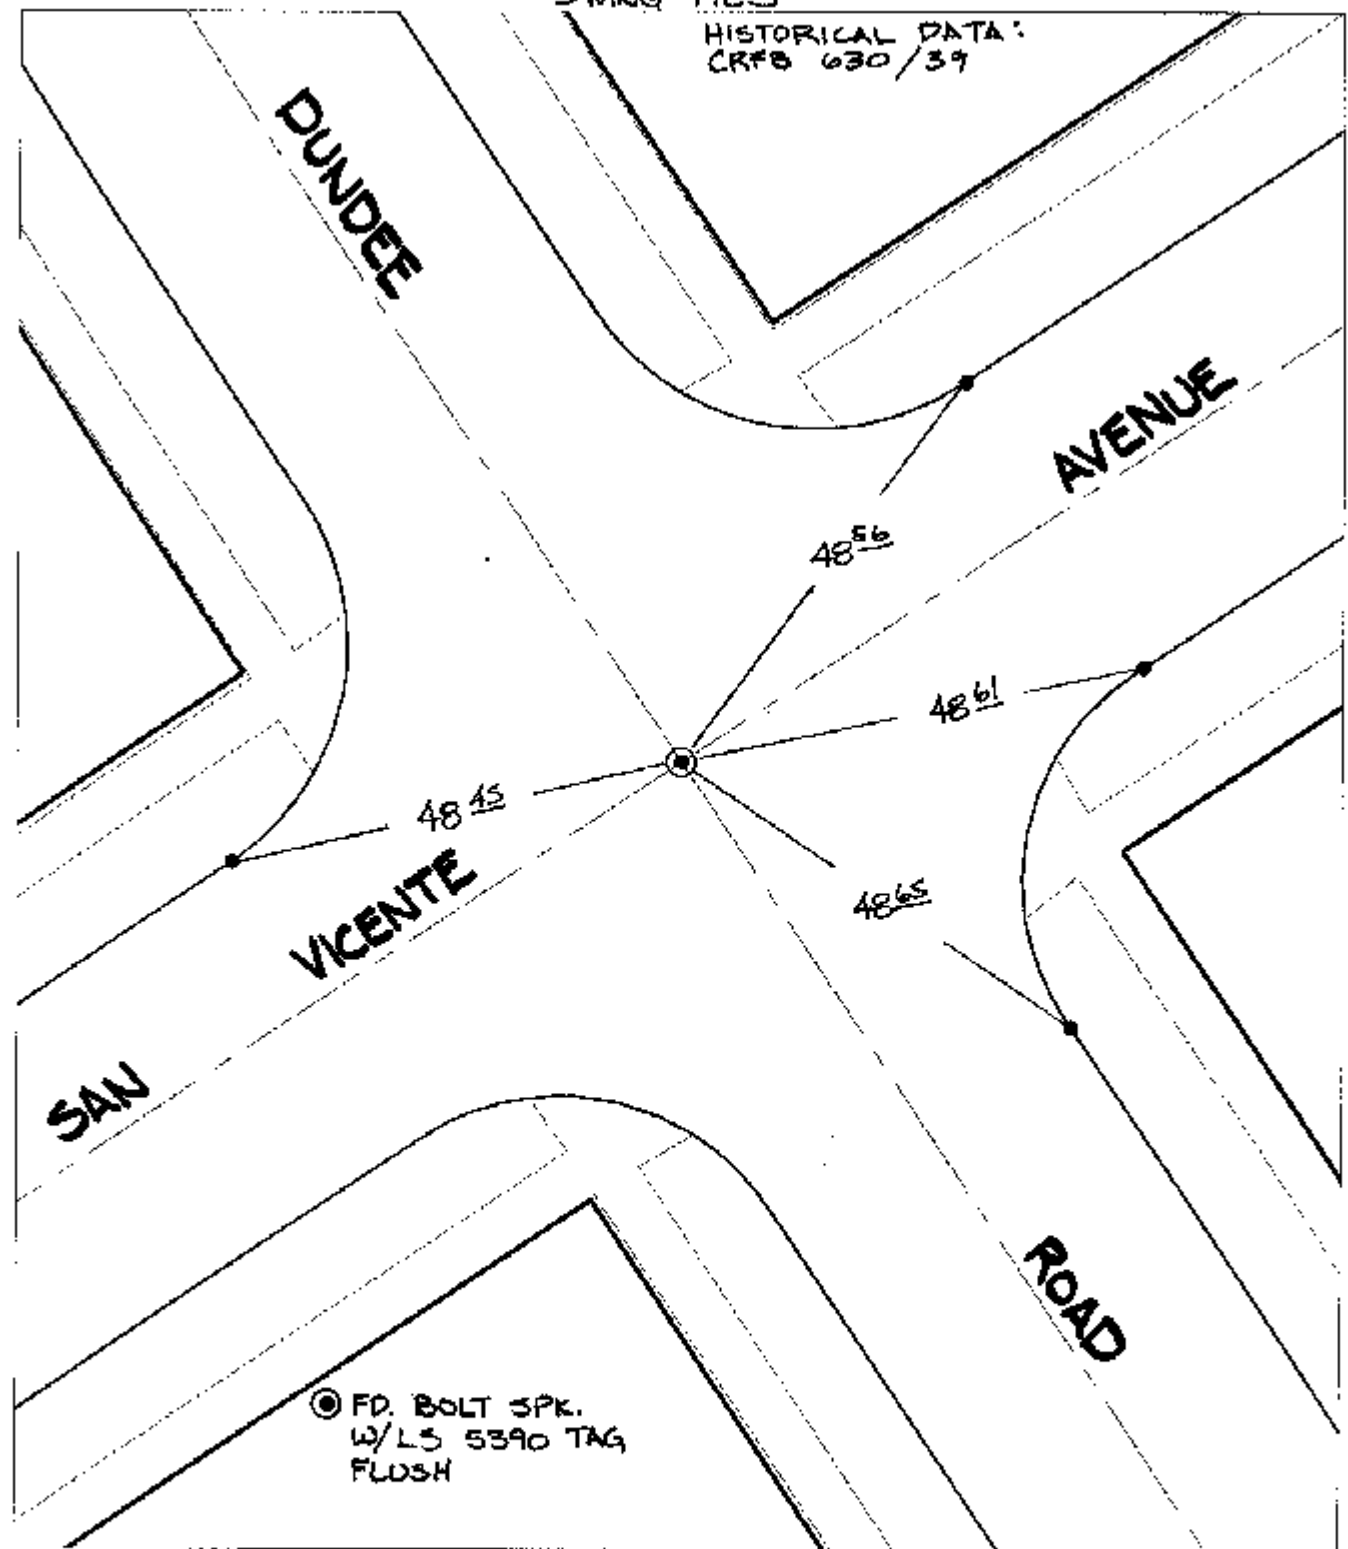 HISTORICAL DATA:
CRFB 630/39
DUNDEE
AVENUE
48 56
48 61
48 45
VICENTE
48 65
SAN
ROAD
FD. BOLT SPK.
W/LS 5390 TAG
FLUSH